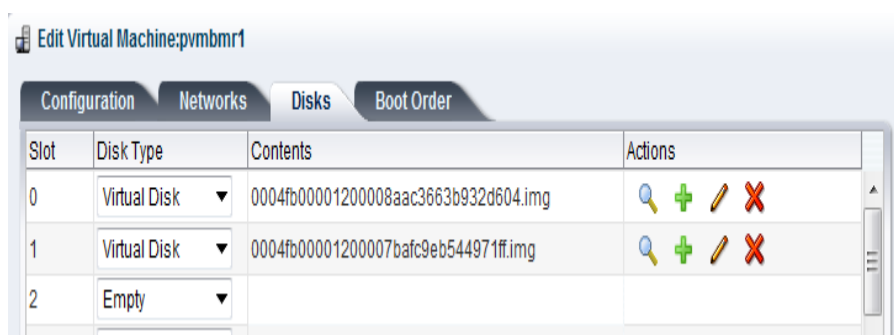 Edit Virtual Machine:pvmbmr1
Configuration Networks Disks Boot Order
Slot Disk Type Contents Actions
0 Virtual Disk 0004fb00001200008aac3663b932d604.img
1 Virtual Disk 0004fb00001200007bafc9eb544971ff.img
2 Empty